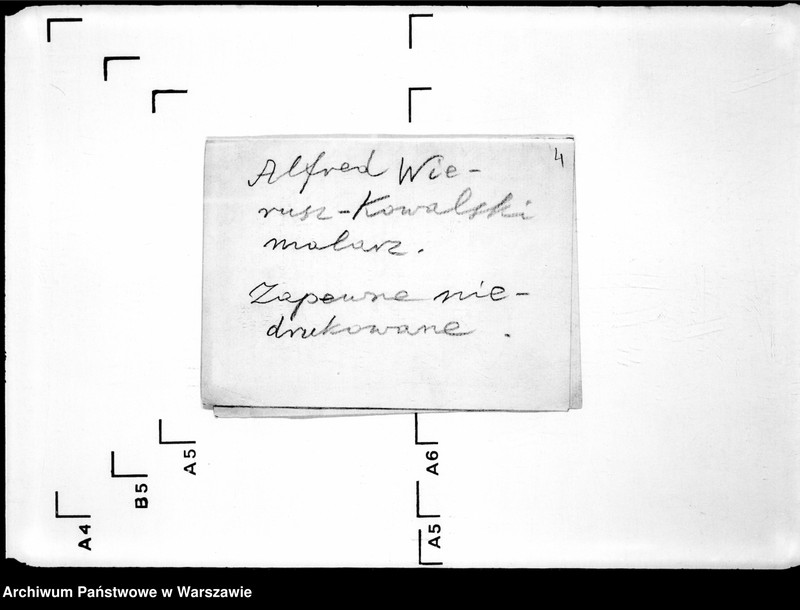 4
Alfred Wie-
rusz-Kowalski
malarz.
Zapewne nie-
drukowane.
A5
B5
A4
A6
A5
Archiwum Państwowe w Warszawie